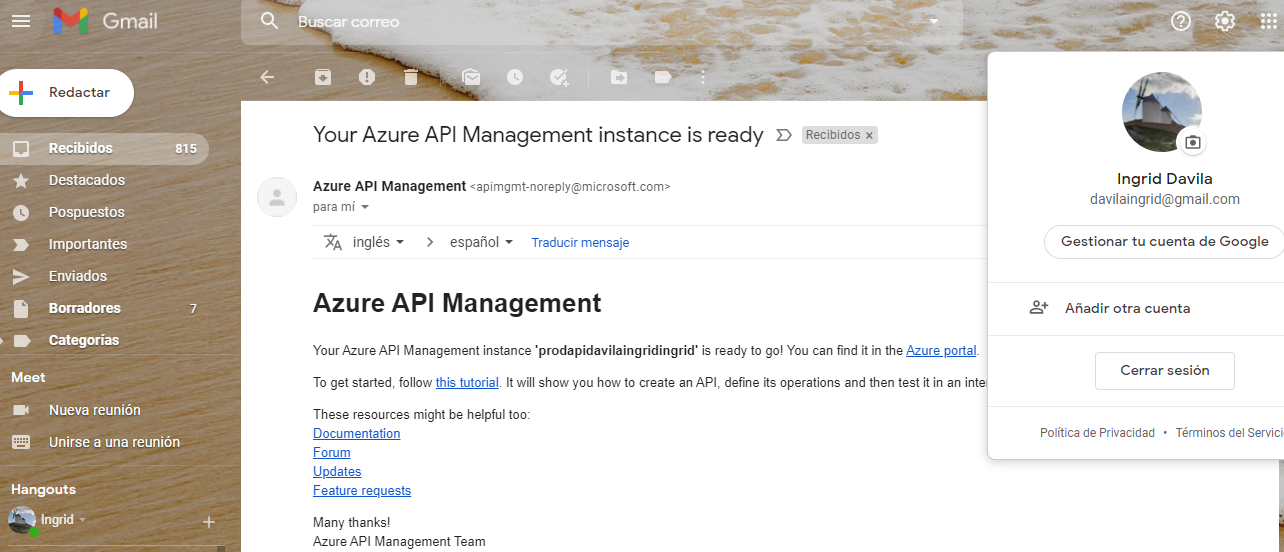 Gmail
Buscar correo
Redactar
Recibidos 815
Destacados
Pospuestos
Importantes
Enviados
Borradores 7
Categorías
Meet
Nueva reunión
Unirse a una reunión
Hangouts
Ingrid
Your Azure API Management instance is ready Recibidos x
Azure API Management <apimgmt-noreply@microsoft.com>
para mí
inglés > español Traducir mensaje
Azure API Management
Your Azure API Management instance 'prodapidavilaingridingrid' is ready to go! You can find it in the Azure portal.
To get started, follow this tutorial. It will show you how to create an API, define its operations and then test it in an inte
These resources might be helpful too:
Documentation
Forum
Updates
Feature requests
Many thanks!
Azure API Management Team
Ingrid Davila
davilaingrid@gmail.com
Gestionar tu cuenta de Google
Añadir otra cuenta
Cerrar sesión
Política de Privacidad • Términos del Servici